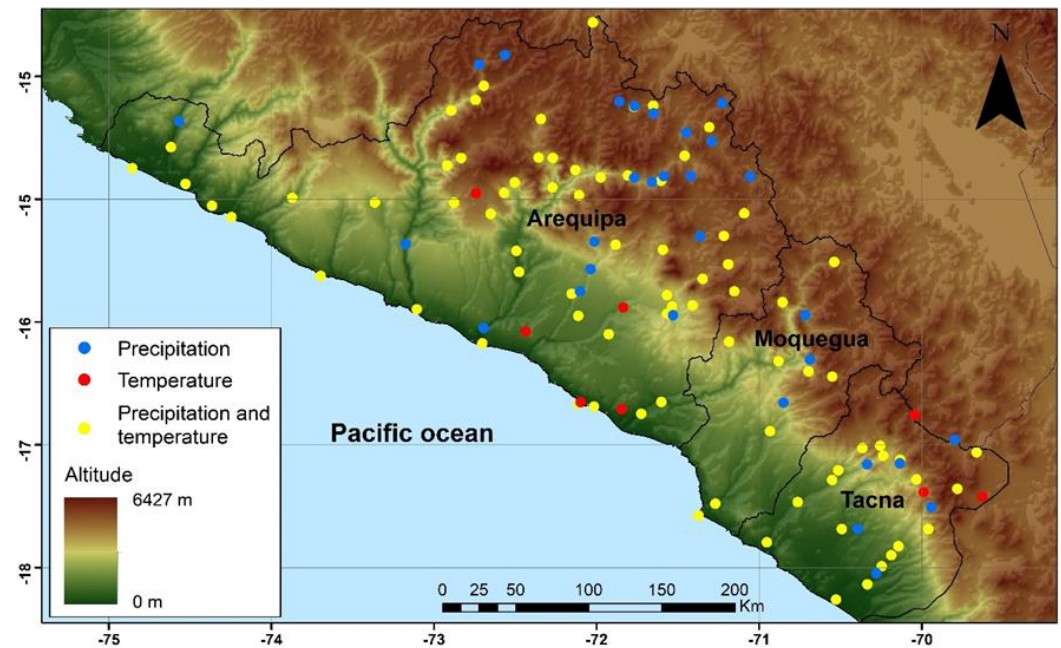 N
-15
-15
-16
-17
-18
Arequipa
Moquegua
Tacna
Pacific ocean
Precipitation
Temperature
Precipitation and
temperature
Altitude
6427 m
0 m
0 25 50 100 150 200
Km
-75 -74 -73 -72 -71 -70